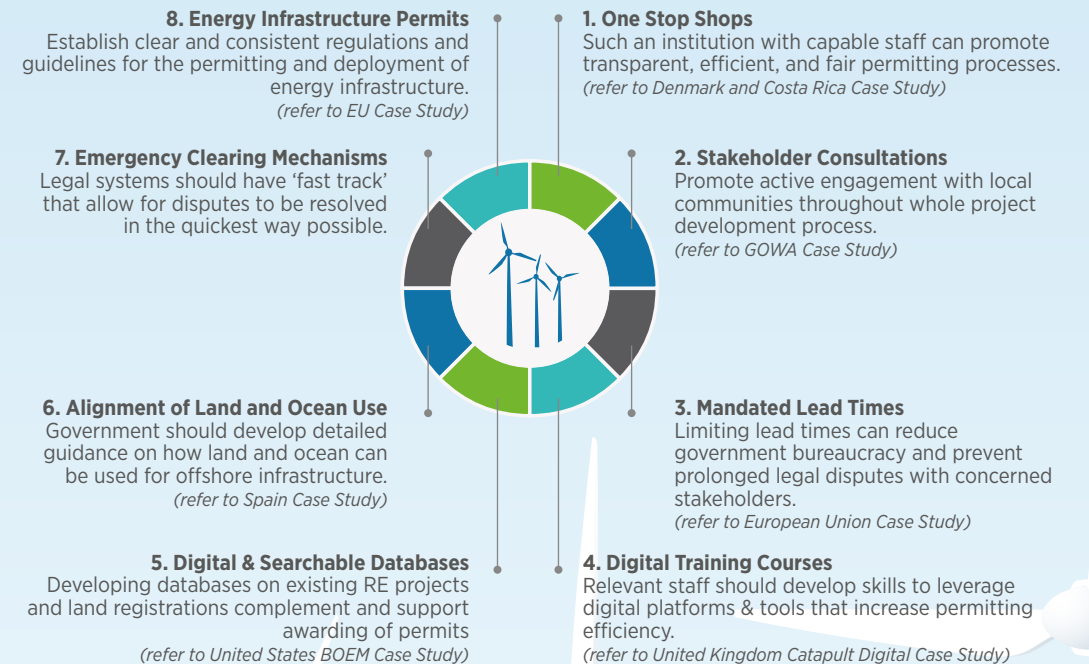 8. Energy Infrastructure Permits
Establish clear and consistent regulations and
guidelines for the permitting and deployment of
energy infrastructure.
(refer to EU Case Study)
1. One Stop Shops
Such an institution with capable staff can promote
transparent, efficient, and fair permitting processes.
(refer to Denmark and Costa Rica Case Study)
7. Emergency Clearing Mechanisms
Legal systems should have ‘fast track’
that allow for disputes to be resolved
in the quickest way possible.
2. Stakeholder Consultations
Promote active engagement with local
communities throughout whole project
development process.
(refer to GOWA Case Study)
6. Alignment of Land and Ocean Use
Government should develop detailed
guidance on how land and ocean can
be used for offshore infrastructure.
(refer to Spain Case Study)
3. Mandated Lead Times
Limiting lead times can reduce
government bureaucracy and prevent
prolonged legal disputes with concerned
stakeholders.
(refer to European Union Case Study)
5. Digital & Searchable Databases
Developing databases on existing RE projects
and land registrations complement and support
awarding of permits
(refer to United States BOEM Case Study)
4. Digital Training Courses
Relevant staff should develop skills to leverage
digital platforms & tools that increase permitting
efficiency.
(refer to United Kingdom Catapult Digital Case Study)